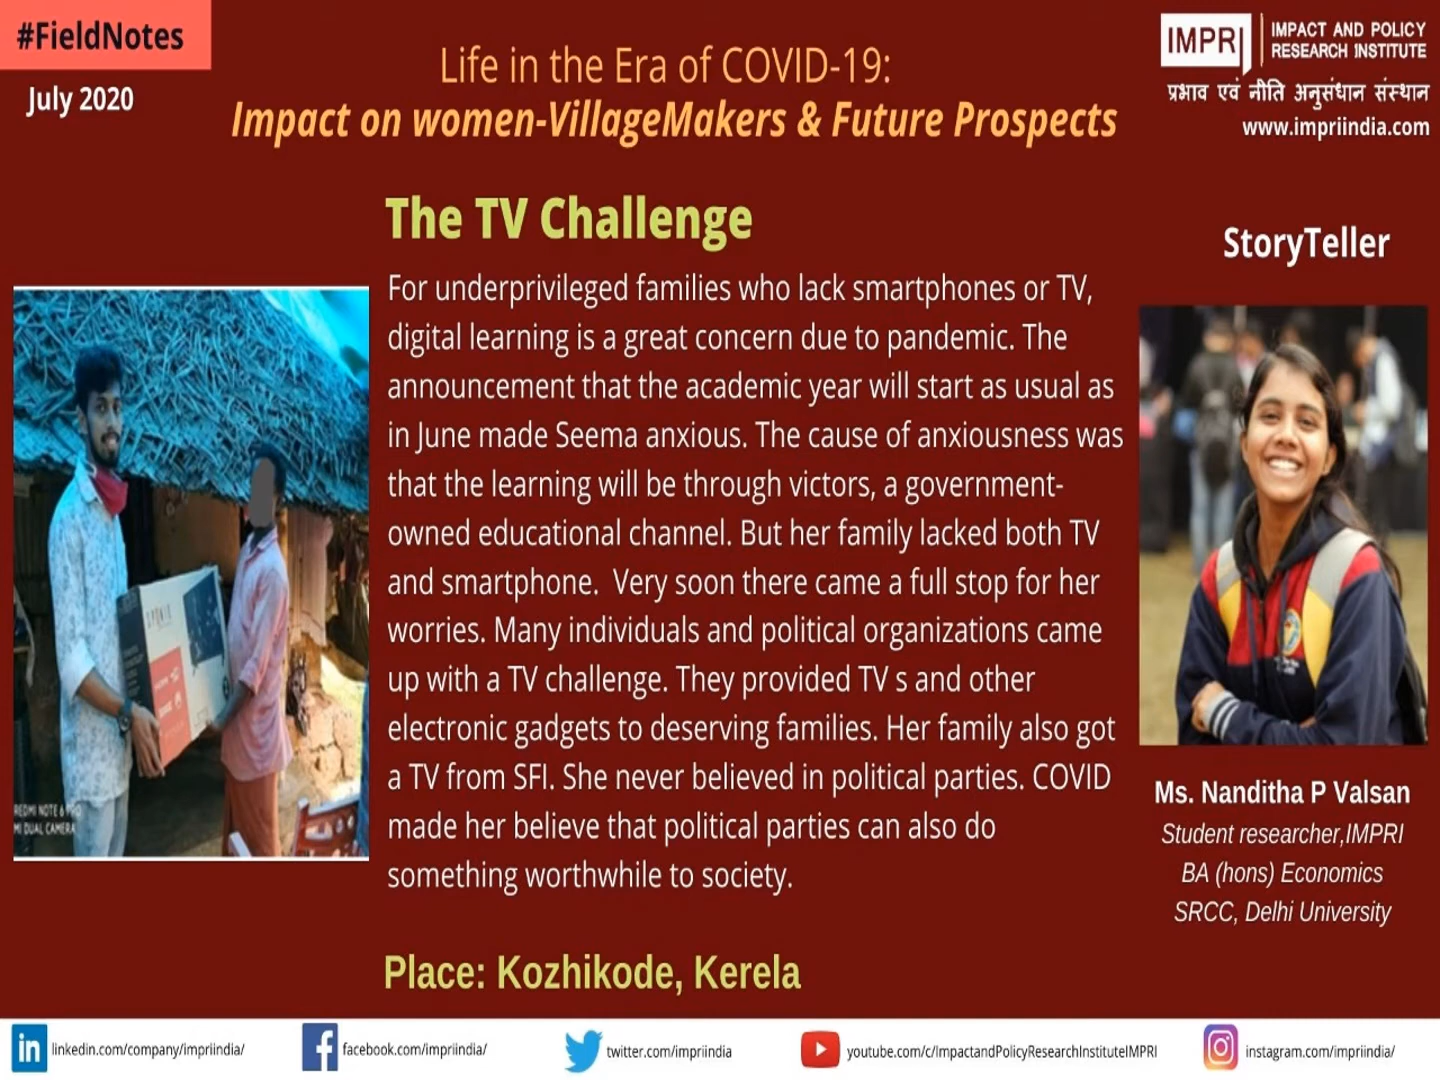 #FieldNotes
July 2020
Life in the Era of COVID-19:
Impact on women-VillageMakers & Future Prospects
IMPRI
IMPACT AND POLICY
RESEARCH INSTITUTE
प्रभाव एवं नीति अनुसंधान संस्थान
www.impriindia.com
The TV Challenge
For underprivileged families who lack smartphones or TV,
digital learning is a great concern due to pandemic. The
announcement that the academic year will start as usual as
in June made Seema anxious. The cause of anxiousness was
that the learning will be through victors, a government-
owned educational channel. But her family lacked both TV
and smartphone.  Very soon there came a full stop for her
worries. Many individuals and political organizations came
up with a TV challenge. They provided TV s and other
electronic gadgets to deserving families. Her family also got
a TV from SFI. She never believed in political parties. COVID
made her believe that political parties can also do
something worthwhile to society.
Place: Kozhikode, Kerela
REDMI NOTE 6 PRO
MI DUAL CAMERA
StoryTeller
Ms. Nanditha P Valsan
Student researcher,IMPRI
BA (hons) Economics
SRCC, Delhi University
linkedin.com/company/impriindia/
facebook.com/impriindia/
twitter.com/impriindia
youtube.com/c/ImpactandPolicyResearchInstituteIMPRI
instagram.com/impriindia/